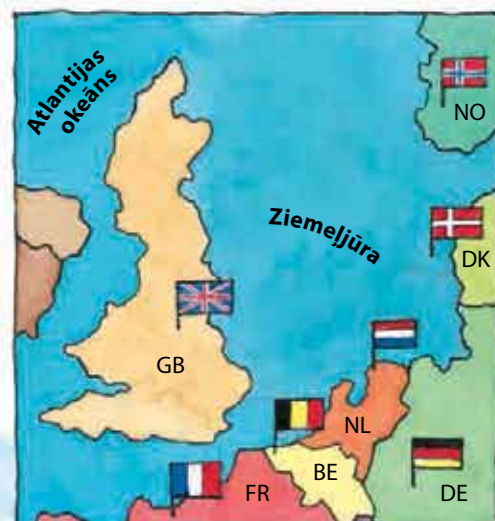 Atlantijas
okeāns
NO
Ziemeļjūra
DK
GB
NL
BE
FR
DE